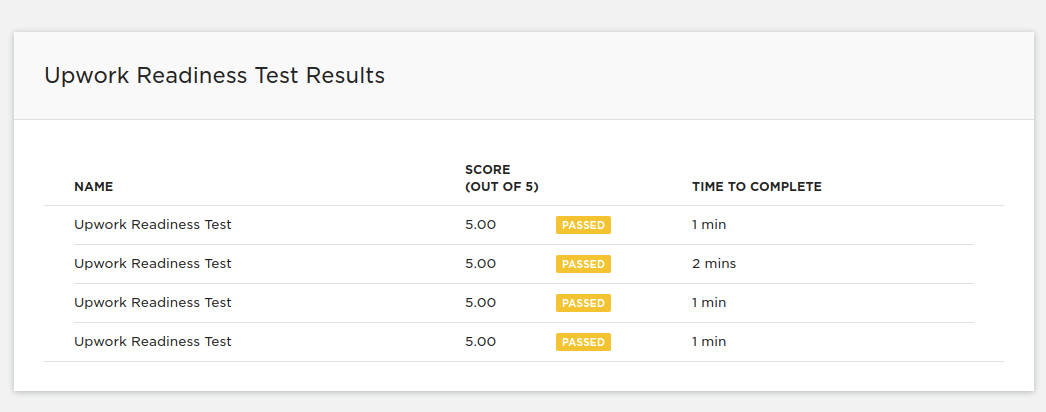 Upwork Readiness Test Results
SCORE
NAME (OUT OF 5) TIME TO COMPLETE
Upwork Readiness Test 5.00 PASSED 1 min
Upwork Readiness Test 5.00 PASSED 2 mins
Upwork Readiness Test 5.00 PASSED 1 min
Upwork Readiness Test 5.00 PASSED 1 min